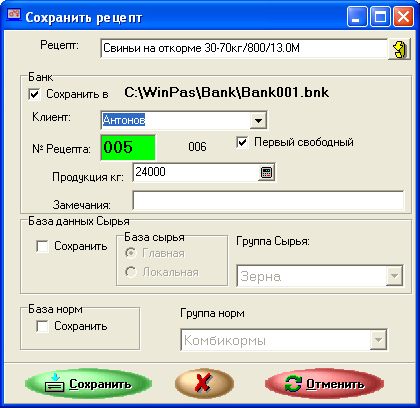 Сохранить рецепт
Рецепт: Свиньи на откорме 30-70кг/800/13.0М
Банк
Сохранить в C:\WinPas\Bank\Bank001.bnk
Клиент: Антонов
№ Рецепта: 005 006 Первый свободный
Продукция кг: 24000
Замечания:
База данных Сырья
Сохранить База сырья Группа Сырья:
Главная
Локальная Зерна
База норм Группа норм
Сохранить Комбикормы
Сохранить Отменить